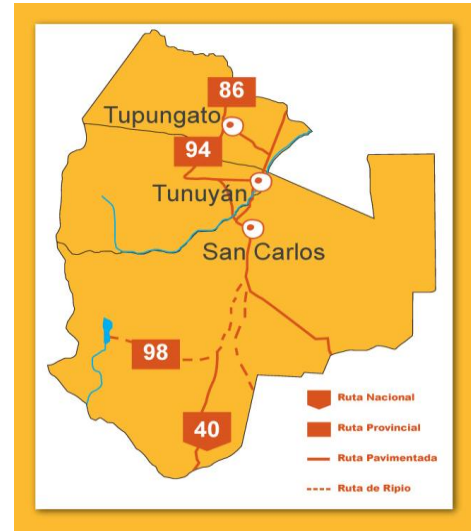 86
Tupungato
94
Tunuyán
San Carlos
98
40
Ruta Nacional
Ruta Provincial
Ruta Pavimentada
Ruta de Ripio